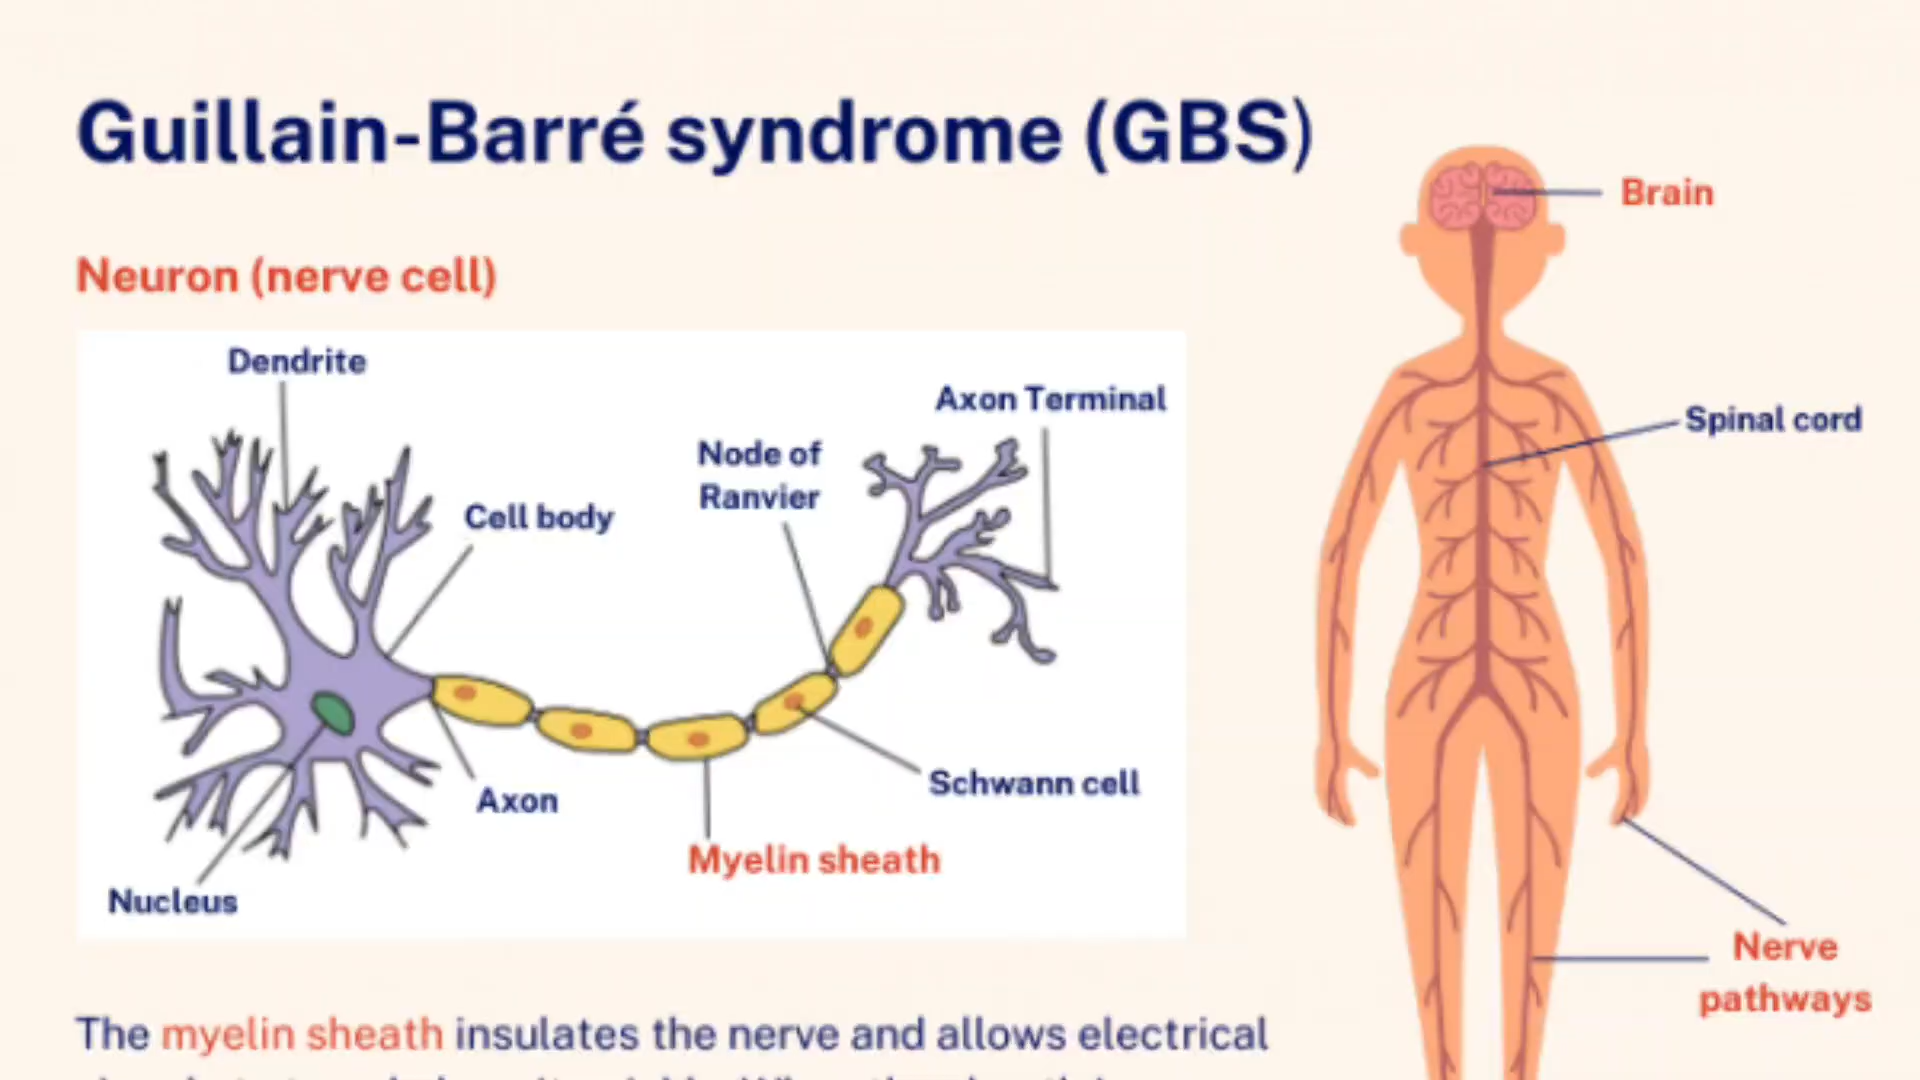 Guillain-Barré syndrome (GBS)
Brain
Neuron (nerve cell)
Dendrite
Axon Terminal
Node of
Ranvier
Spinal cord
Cell body
Schwann cell
Axon
Myelin sheath
Nucleus
Nerve
pathways
The myelin sheath insulates the nerve and allows electrical